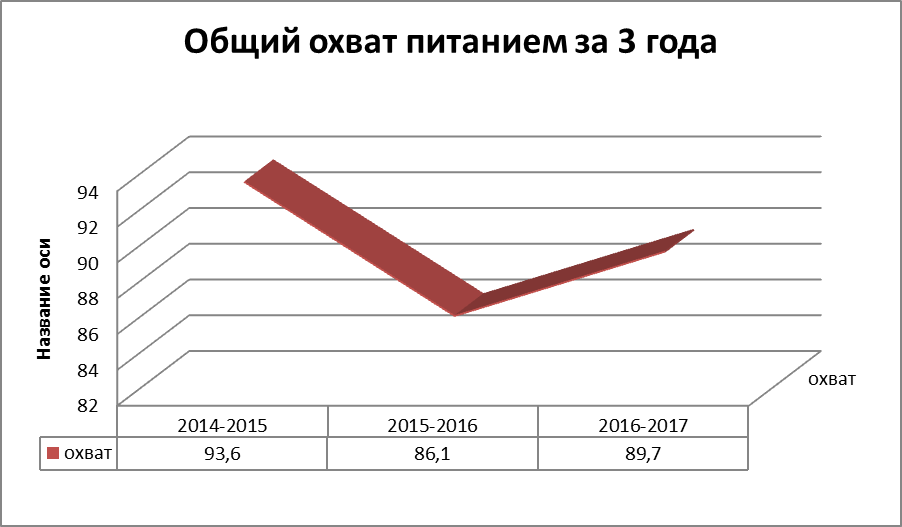 Общий охват питанием за 3 года
Название оси
94
92
90
88
86
84
82
охват
2014-2015 2015-2016 2016-2017
охват 93,6 86,1 89,7